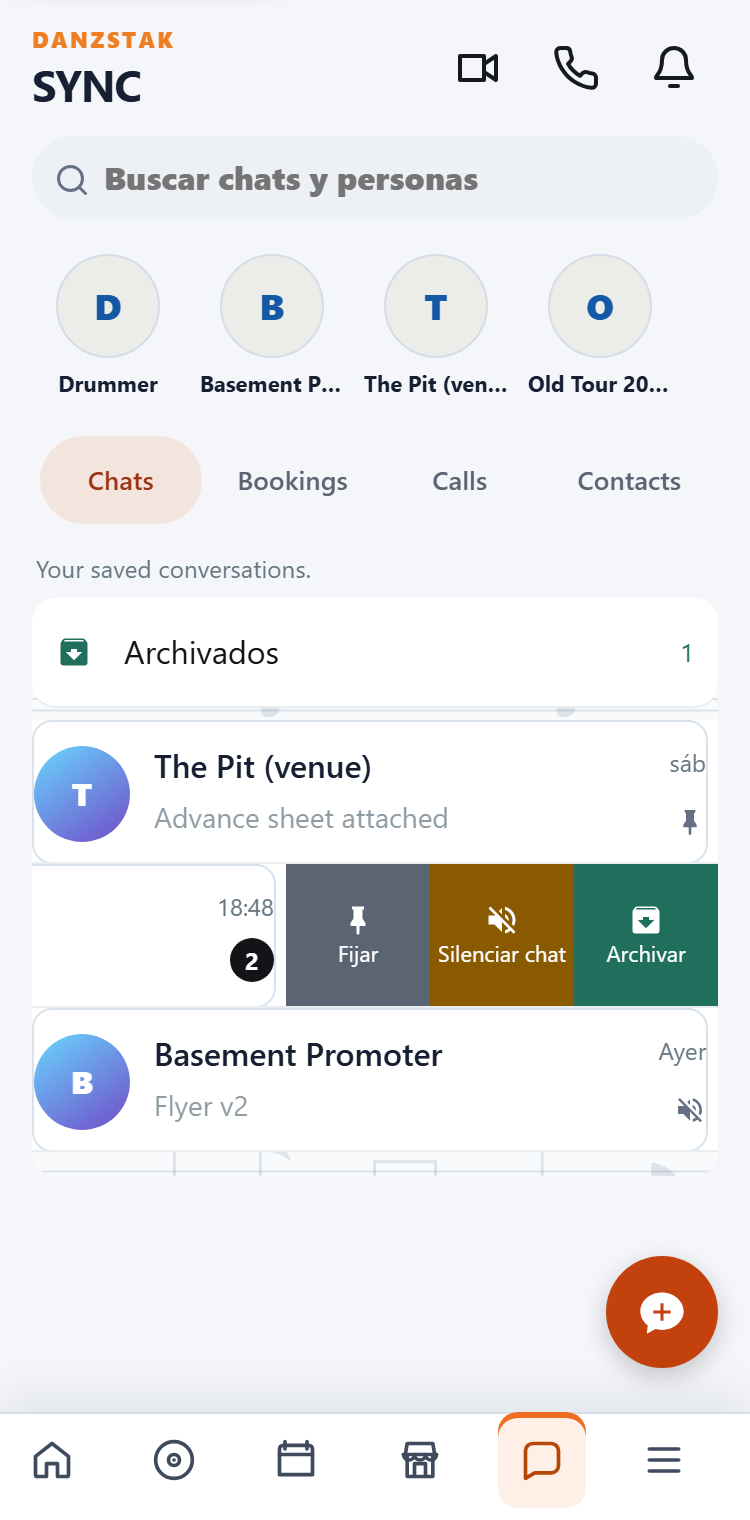 DANZSTAK
SYNC
Buscar chats y personas
D
B
T
O
Drummer
Basement P...
The Pit (ven...
Old Tour 20...
Chats
Bookings
Calls
Contacts
Your saved conversations.
Archivados
1
T
The Pit (venue)
sáb
Advance sheet attached
18:48
2
Fijar
Silenciar chat
Archivar
B
Basement Promoter
Ayer
Flyer v2